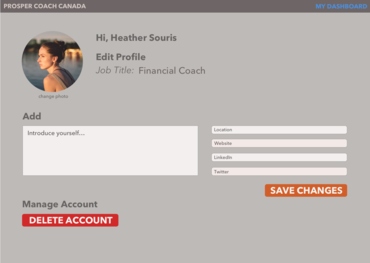 PROSPER COACH CANADA
MY DASHBOARD
Hi, Heather Souris
Edit Profile
Job Title: Financial Coach
change photo
Add
Introduce yourself...
Location
Website
LinkedIn
Twitter
SAVE CHANGES
Manage Account
DELETE ACCOUNT